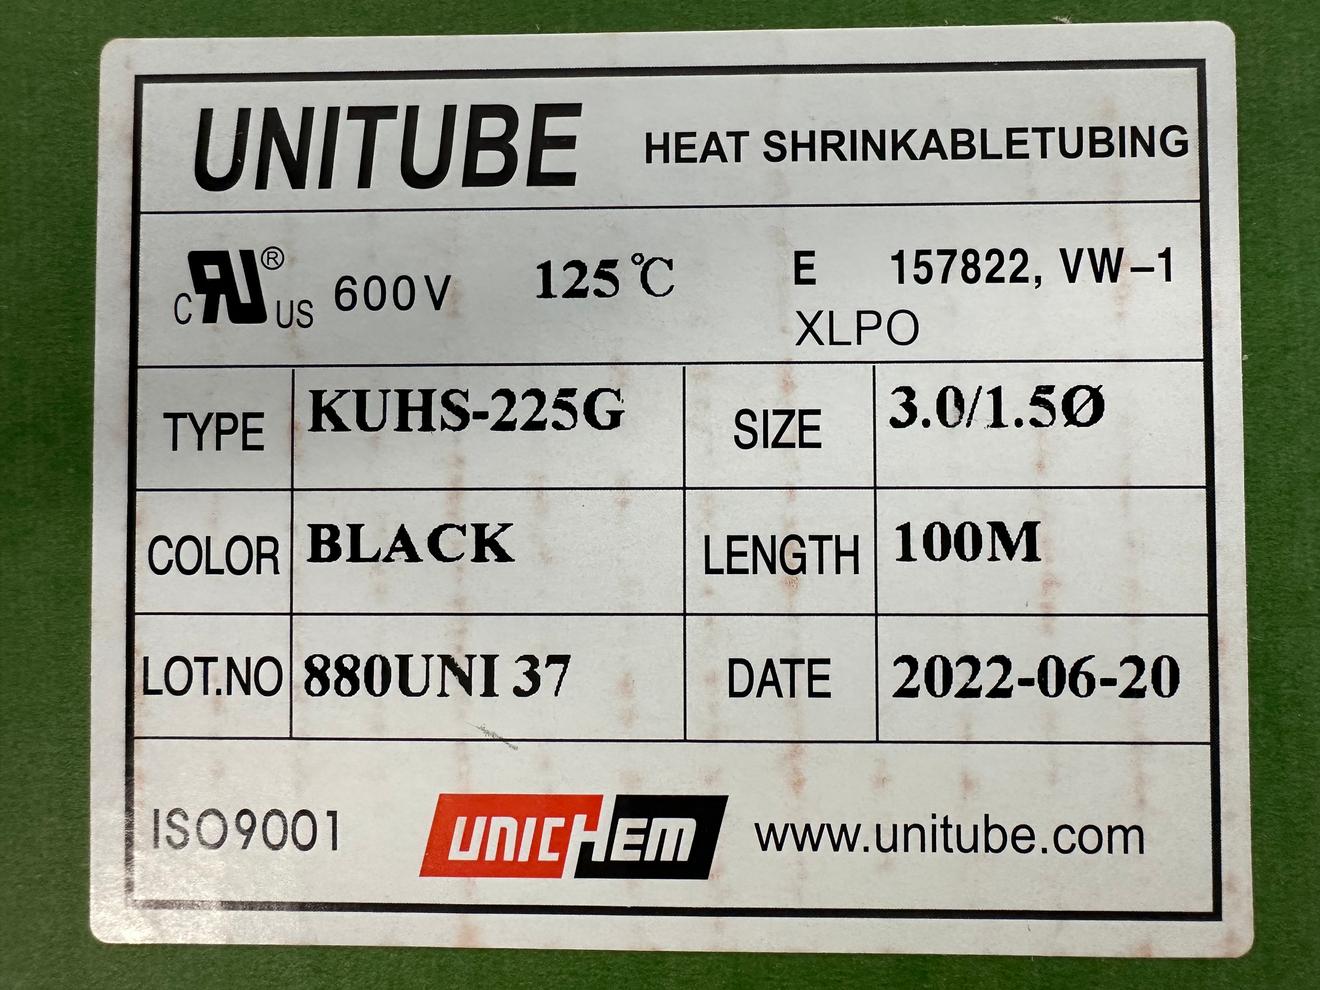 UNITUBE HEAT SHRINKABLETUBING
C RU ® US 600V 125℃ E 157822, VW-1
XLPO
TYPE KUHS-225G SIZE 3.0/1.5Ø
COLOR BLACK LENGTH 100M
LOT.NO 880UNI 37 DATE 2022-06-20
ISO9001 UNICHEM www.unitube.com